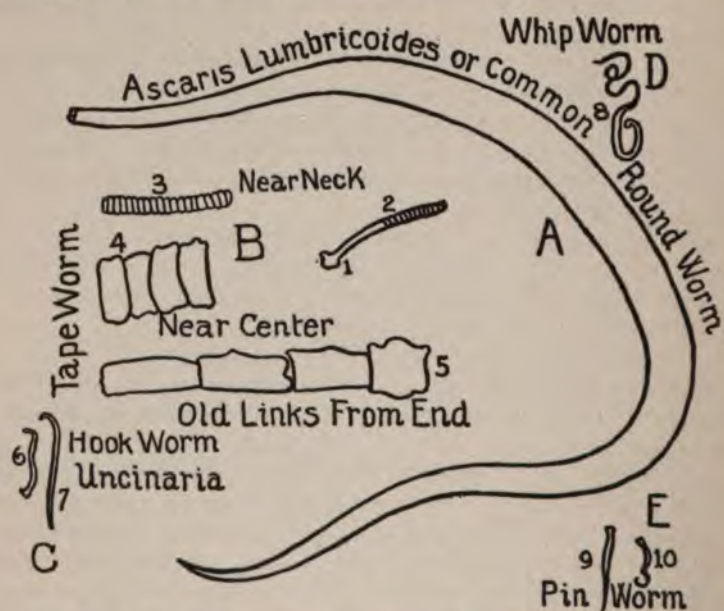 Whip Worm
D
8
Ascaris Lumbricoides or Common
Round Worm
A
3
Near Neck
2
1
4
B
Tape Worm
Near Center
5
Old Links From End
6
Hook Worm
7
Uncinaria
C
E
9
10
Pin Worm